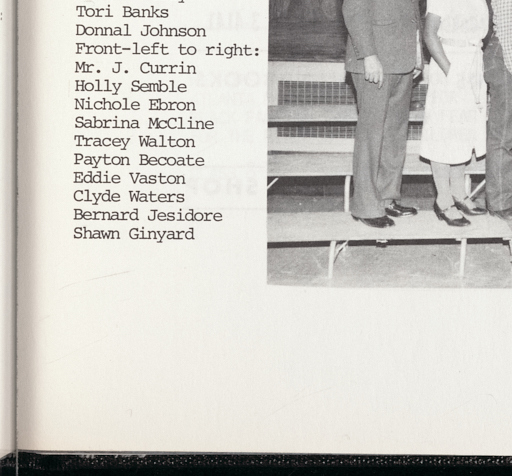 Tori Banks
Donnal Johnson
Front-left to right:
Mr. J. Currin
Holly Semble
Nichole Ebron
Sabrina McCline
Tracey Walton
Payton Becoate
Eddie Vaston
Clyde Waters
Bernard Jesidore
Shawn Ginyard